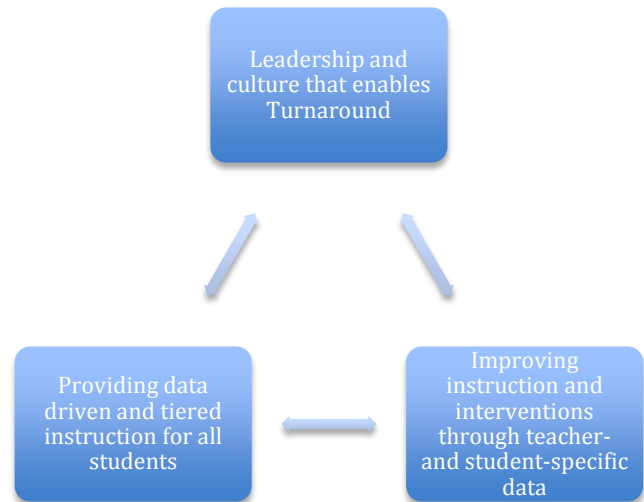 Leadership and
culture that enables
Turnaround
Providing data
driven and tiered
instruction for all
students
Improving
instruction and
interventions
through teacher-
and student-specific
data